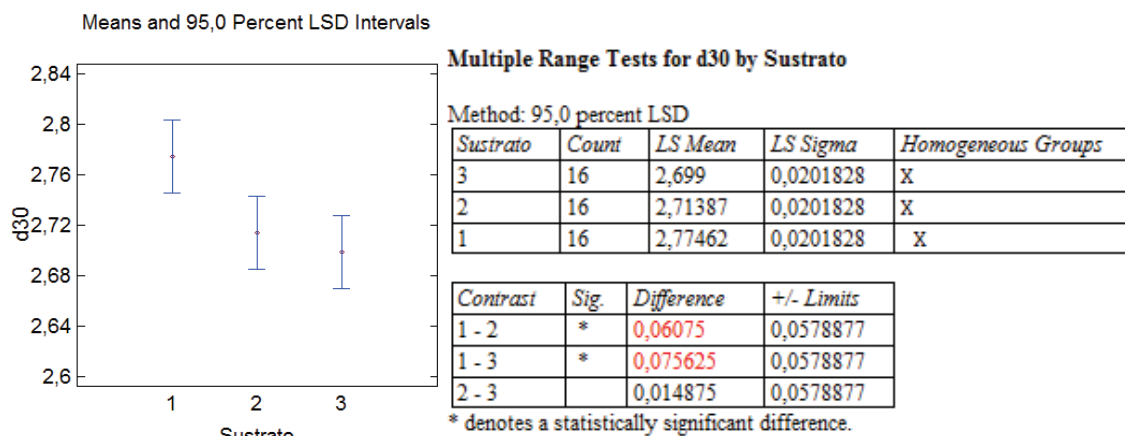 Means and 95,0 Percent LSD Intervals
2,84
2,8
2,76
2,72
2,68
2,64
2,6
d30
1 2 3
Sustrato
Multiple Range Tests for d30 by Sustrato
Method: 95,0 percent LSD
Sustrato Count LS Mean LS Sigma Homogeneous Groups
3 16 2,699 0,0201828 X
2 16 2,71387 0,0201828 X
1 16 2,77462 0,0201828 X
Contrast Sig. Difference +/- Limits
1 - 2 * 0,06075 0,0578877
1 - 3 * 0,075625 0,0578877
2 - 3 0,014875 0,0578877
* denotes a statistically significant difference.